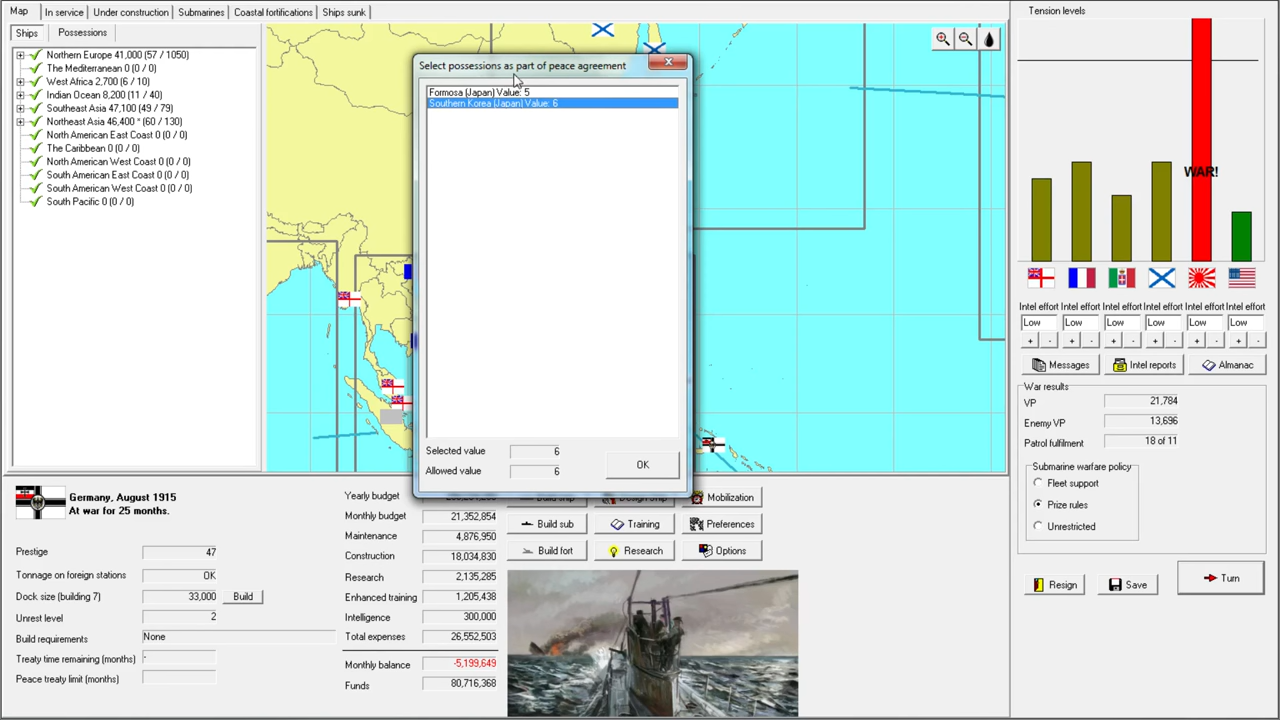 Map
In service
Under construction
Submarines
Coastal fortifications
Ships sunk
Ships
Possessions
Northern Europe 41,000 (57 / 1050)
The Mediterranean 0 (0 / 0)
West Africa 2,700 (6 / 10)
Indian Ocean 8,200 (11 / 40)
Southeast Asia 47,100 (49 / 79)
Northeast Asia 46,400 * (60 / 130)
North American East Coast 0 (0 / 0)
The Caribbean 0 (0 / 0)
North American West Coast 0 (0 / 0)
South American East Coast 0 (0 / 0)
South American West Coast 0 (0 / 0)
South Pacific 0 (0 / 0)
Select possessions as part of peace agreement
Formosa (Japan) Value: 5
Southern Korea (Japan) Value: 6
Selected value 6
Allowed value 6
OK
Tension levels
WAR!
Intel effort Intel effort Intel effort Intel effort Intel effort Intel effort
Low Low Low Low Low Low
+ - + - + - + - + - + -
Messages
Intel reports
Almanac
War results
VP 21,784
Enemy VP 13,696
Patrol fulfilment 18 of 11
Submarine warfare policy
Fleet support
Prize rules
Unrestricted
Resign
Save
Turn
Germany, August 1915
At war for 25 months.
Prestige 47
Tonnage on foreign stations OK
Dock size (building 7) 33,000 Build
Unrest level 2
Build requirements None
Treaty time remaining (months) -
Peace treaty limit (months)
Yearly budget
Monthly budget 21,352,854
Maintenance 4,876,950
Construction 18,034,830
Research 2,135,285
Enhanced training 1,205,438
Intelligence 300,000
Total expenses 26,552,503
Monthly balance -5,199,649
Funds 80,716,368
Build ship
Design ship
Mobilization
Build sub
Training
Preferences
Build fort
Research
Options